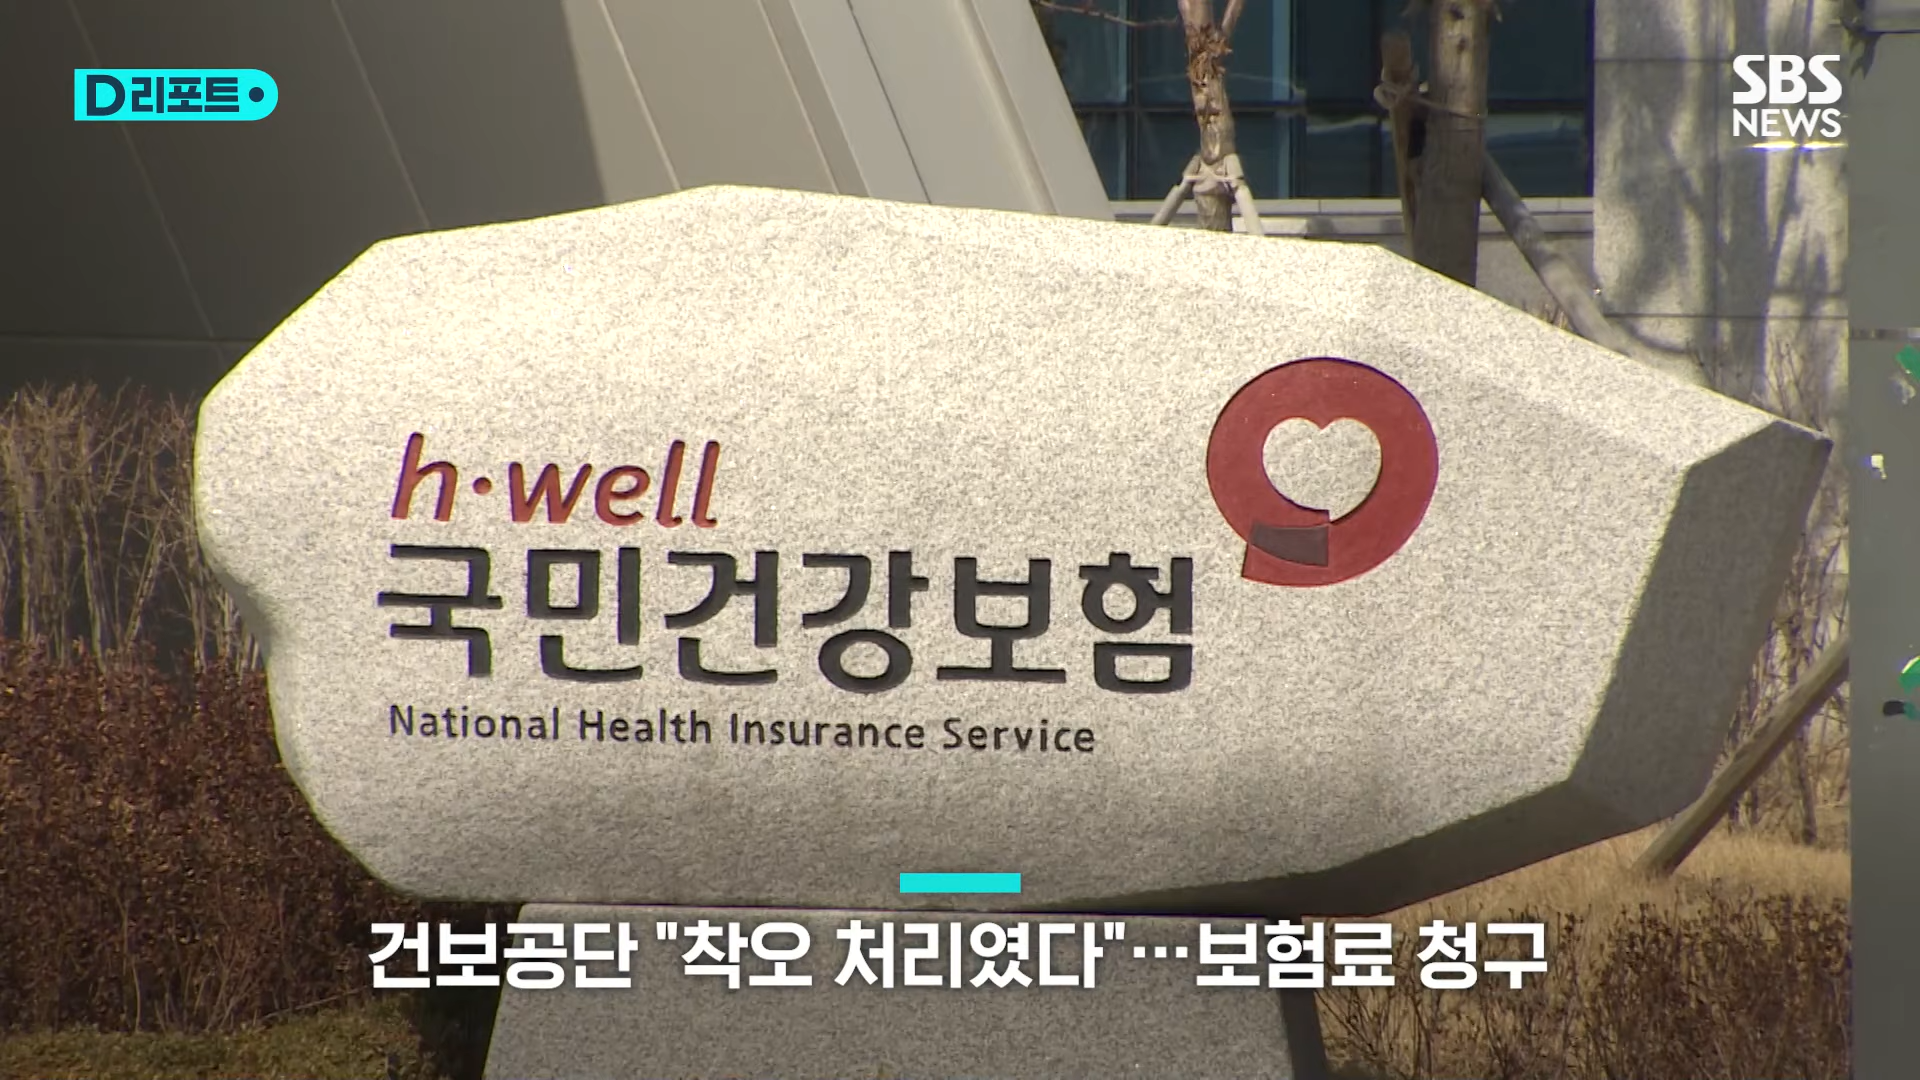 D리포트
SBS
NEWS
h·well
국민건강보험
National Health Insurance Service
건보공단 "착오 처리였다"…보험료 청구